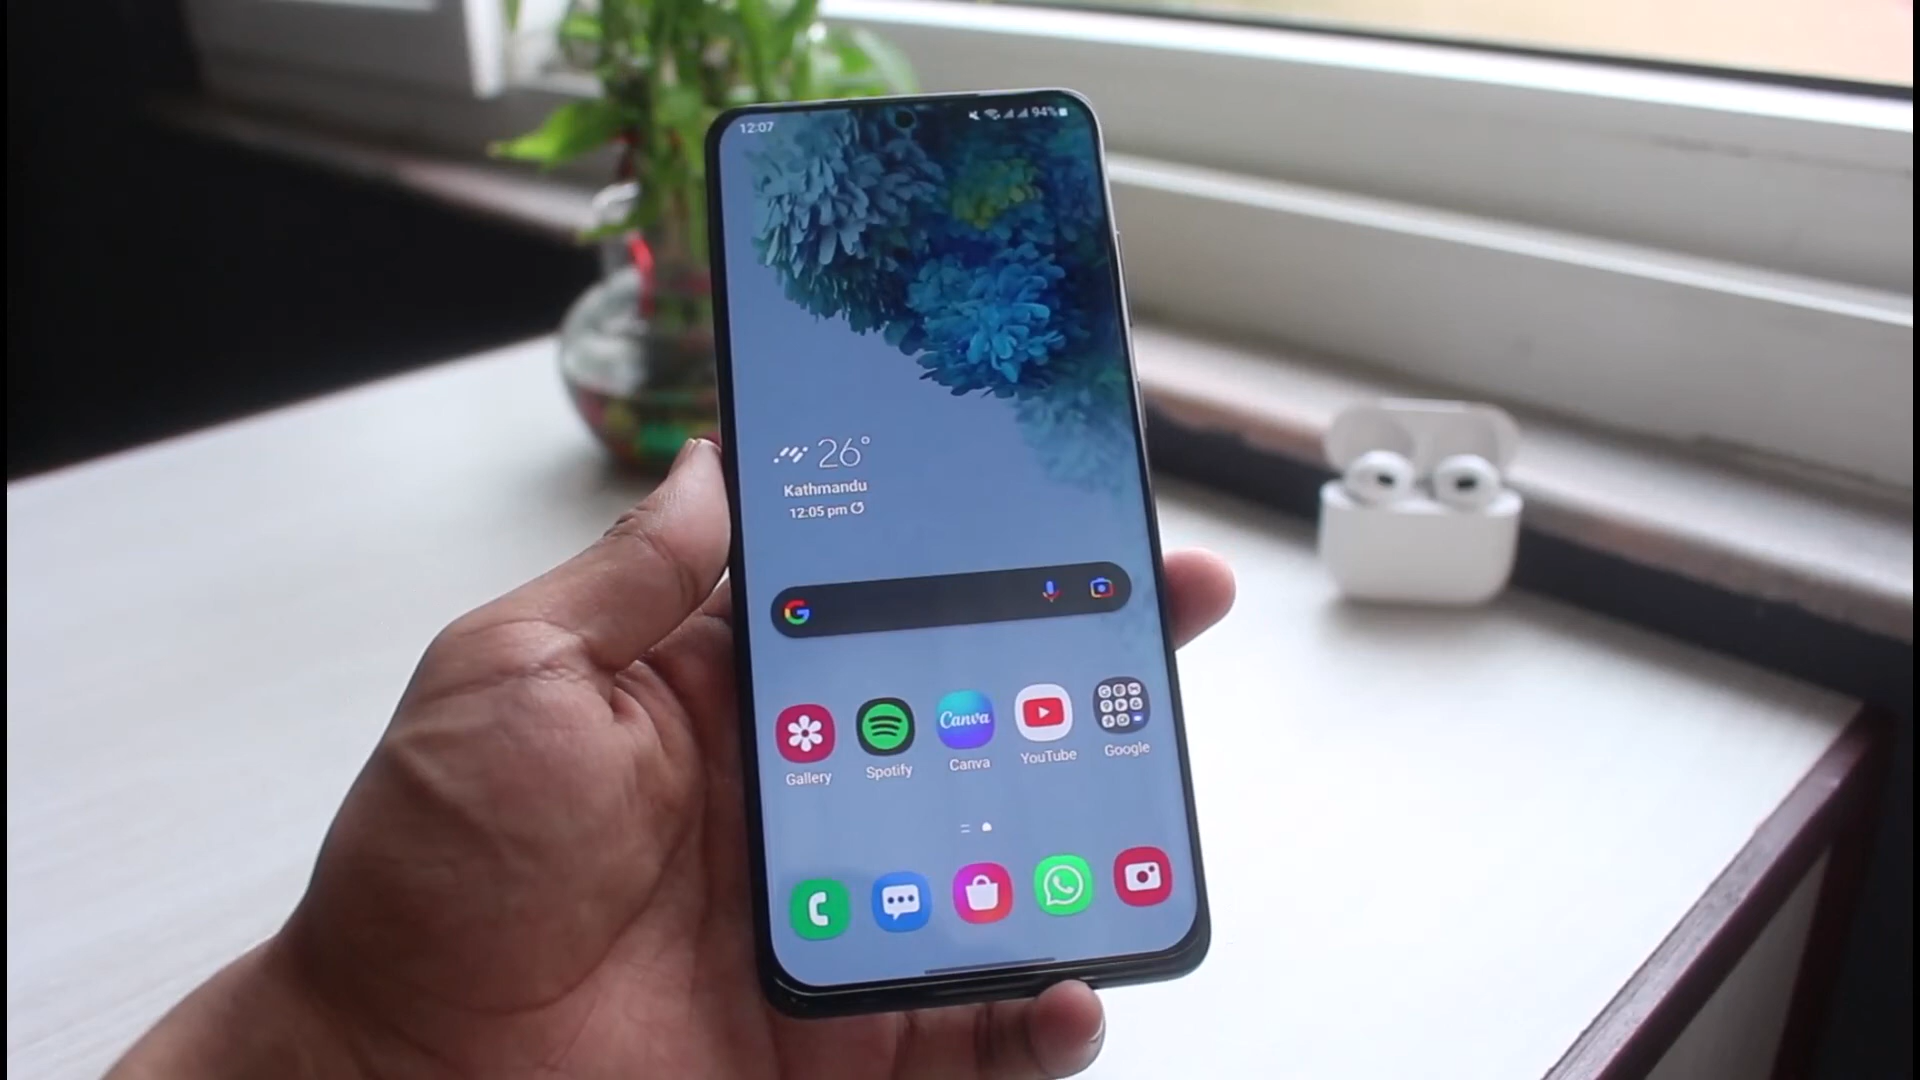 12:07
94%
26°
Kathmandu
12:05 pm
G
Canva
Gallery
Spotify
Canva
YouTube
Google